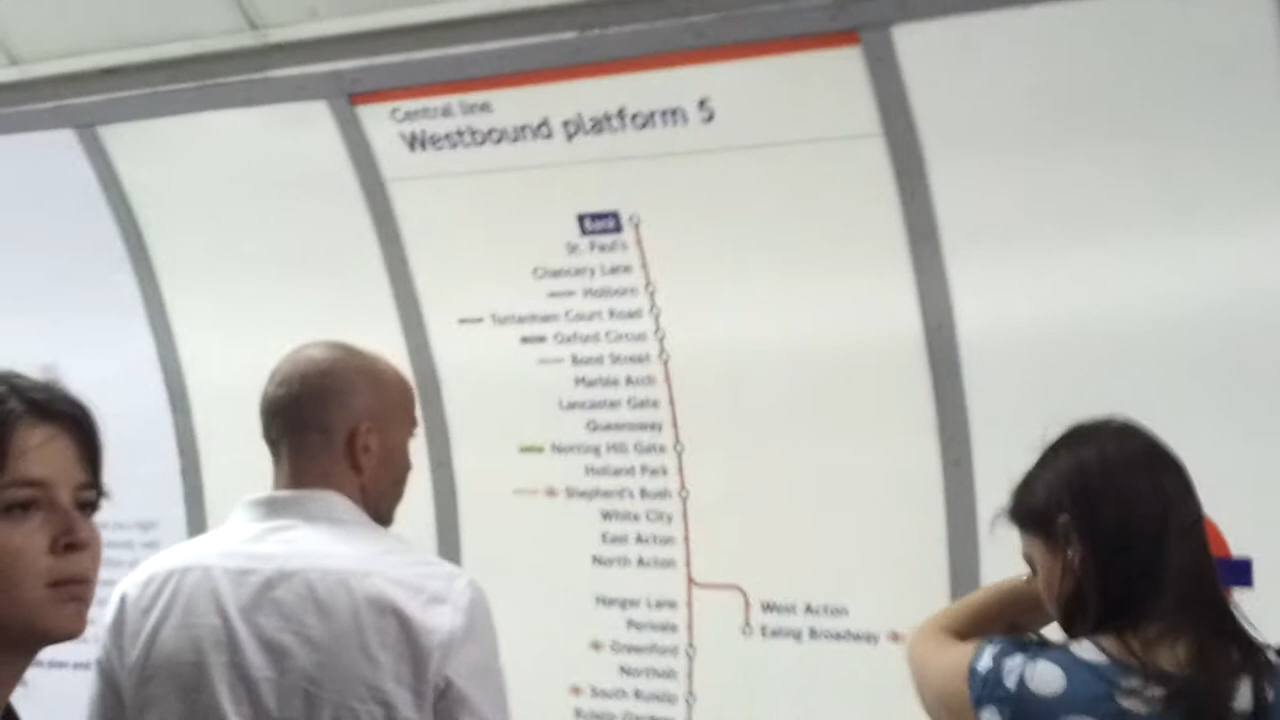 Central line
Westbound platform 5
Bank
St. Paul's
Chancery Lane
Holborn
Tottenham Court Road
Oxford Circus
Bond Street
Marble Arch
Lancaster Gate
Queensway
Notting Hill Gate
Holland Park
Shepherd's Bush
White City
East Acton
North Acton
West Acton
Ealing Broadway
Hanger Lane
Perivale
Greenford
Northolt
South Ruislip
Ruislip Gardens